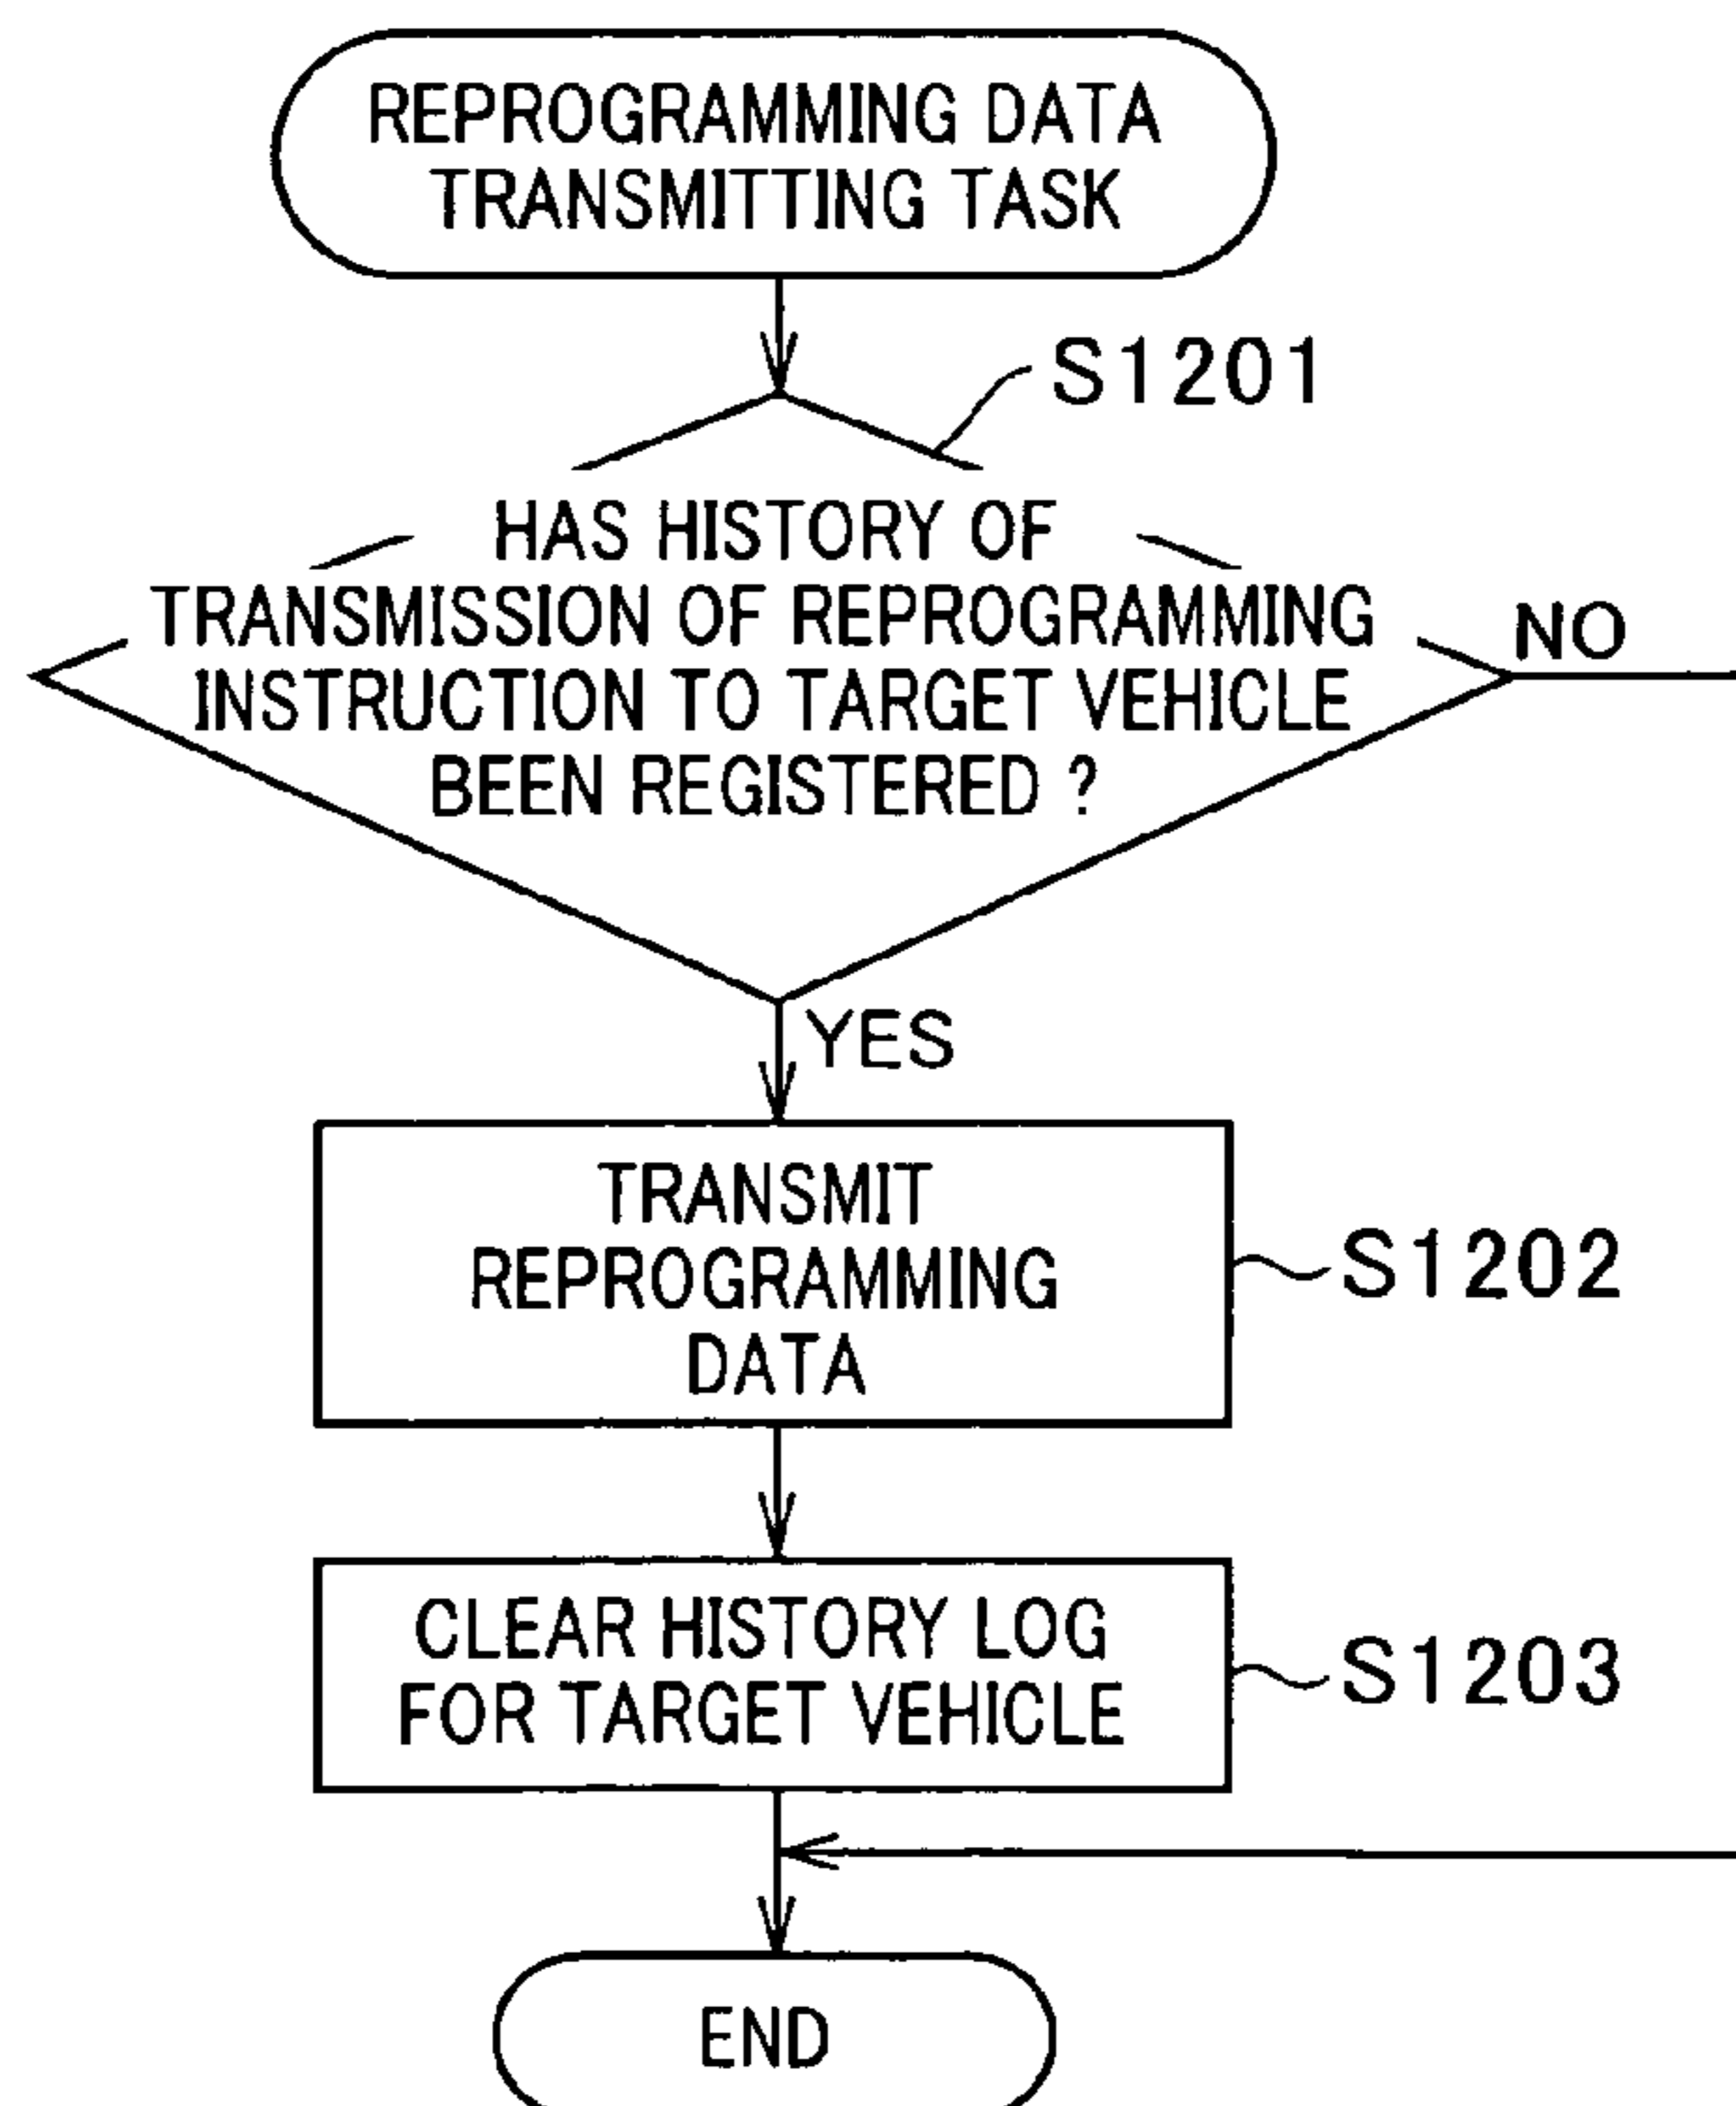 REPROGRAMMING DATA
TRANSMITTING TASK
S1201
HAS HISTORY OF
TRANSMISSION OF REPROGRAMMING
INSTRUCTION TO TARGET VEHICLE
BEEN REGISTERED ?
NO
YES
TRANSMIT
REPROGRAMMING
DATA
S1202
CLEAR HISTORY LOG
FOR TARGET VEHICLE
S1203
END